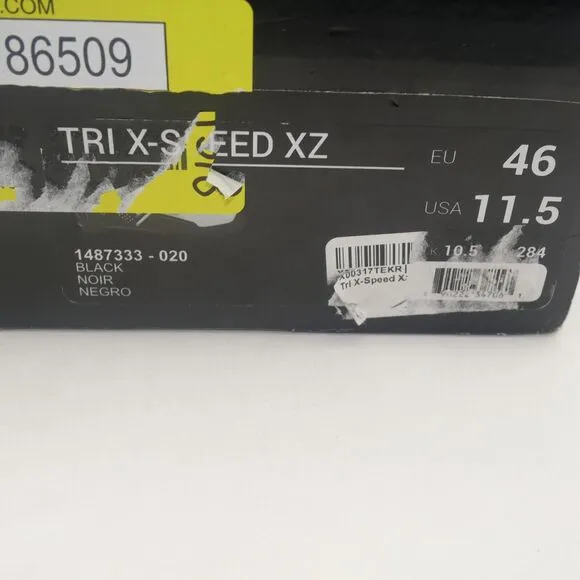 .COM
86509
TRI X-SPEED XZ
EU 46
USA 11.5
K 10.5 284
1487333 - 020
BLACK
NOIR
NEGRO
X00317TEKR
Tri X-Speed X